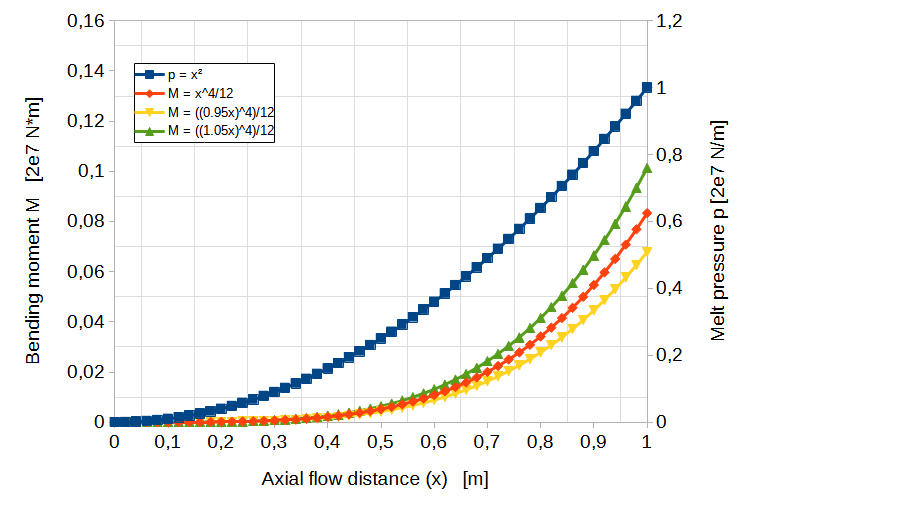 0,16
0,14
0,12
0,1
0,08
0,06
0,04
0,02
0
Bending moment M [2e7 N*m]
p = x²
M = x^4/12
M = ((0.95x)^4)/12
M = ((1.05x)^4)/12
1,2
1
0,8
0,6
0,4
0,2
0
Melt pressure p [2e7 N/m]
0 0,1 0,2 0,3 0,4 0,5 0,6 0,7 0,8 0,9 1
Axial flow distance (x) [m]